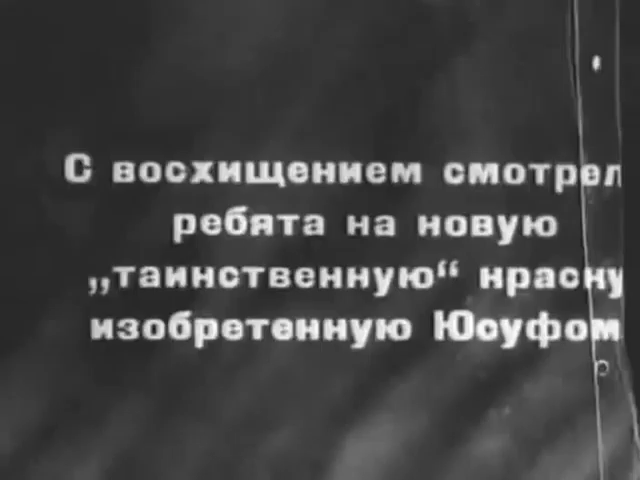 С восхищением смотрел
ребята на новую
„таинственную“ краску
изобретенную Юсуфом